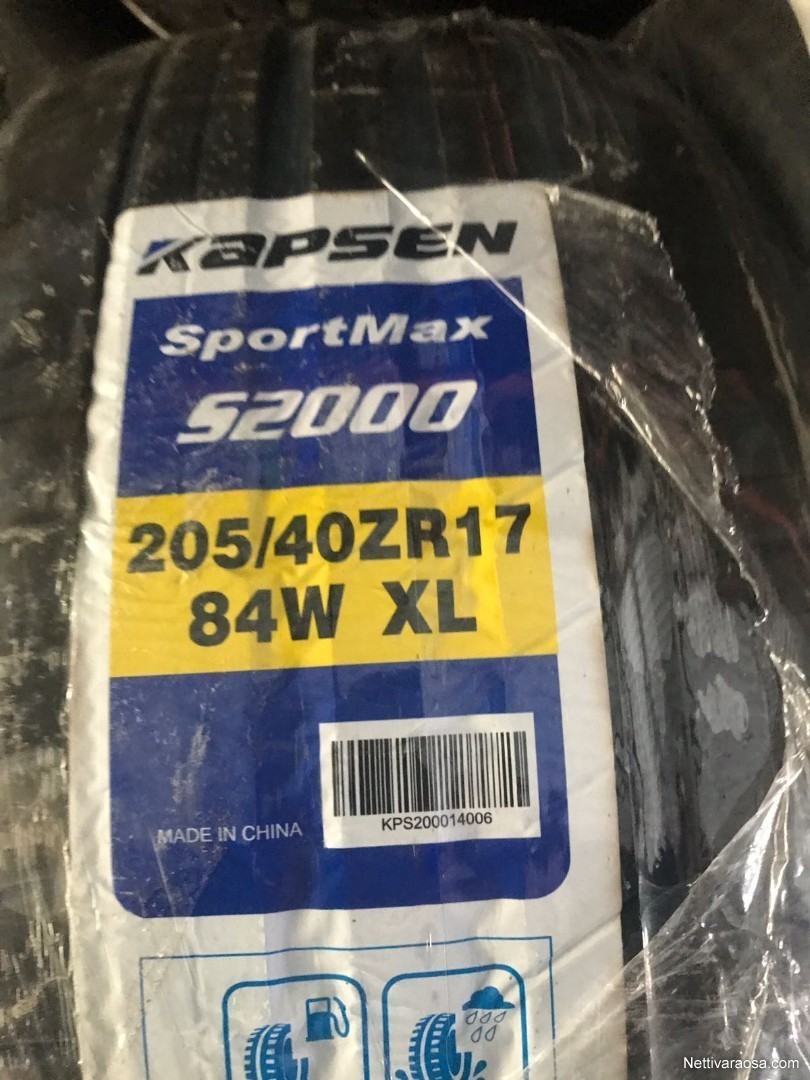 KAPSEN
SportMax
S2000
205/40ZR17
84W XL
KPS200014006
MADE IN CHINA
Nettivaraosa.com